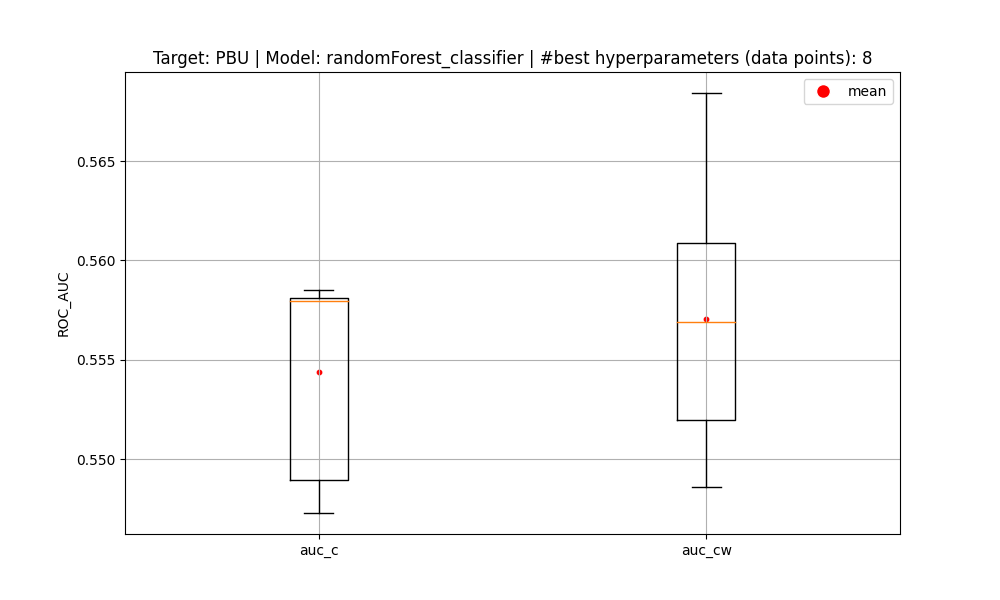 Target: PBU | Model: randomForest_classifier | #best hyperparameters (data points): 8
mean
0.565
0.560
0.555
0.550
ROC_AUC
auc_c
auc_cw